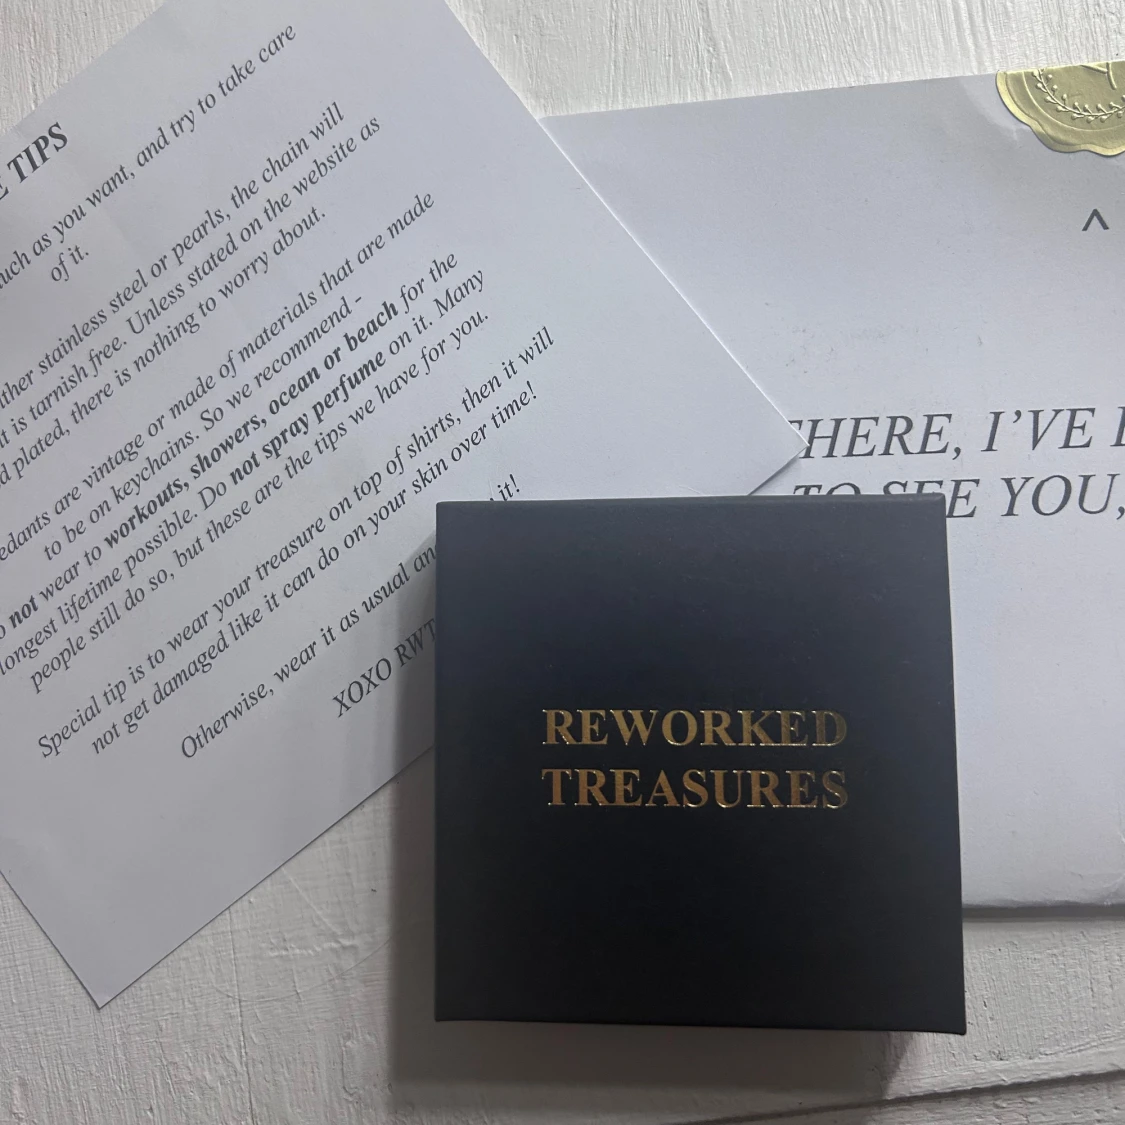 TIPS
as you want, and try to take care
of it.
stainless steel or pearls, the chain will
is tarnish free. Unless stated on the website as
plated, there is nothing to worry about.
are vintage or made of materials that are made
to be on keychains. So we recommend -
not wear to workouts, showers, ocean or beach for the
longest lifetime possible. Do not spray perfume on it. Many
people still do so, but these are the tips we have for you.
Special tip is to wear your treasure on top of shirts, then it will
not get damaged like it can do on your skin over time!
Otherwise, wear it as usual it!
XOXO RWT
^
HERE, I'VE
TO SEE YOU,
REWORKED
TREASURES